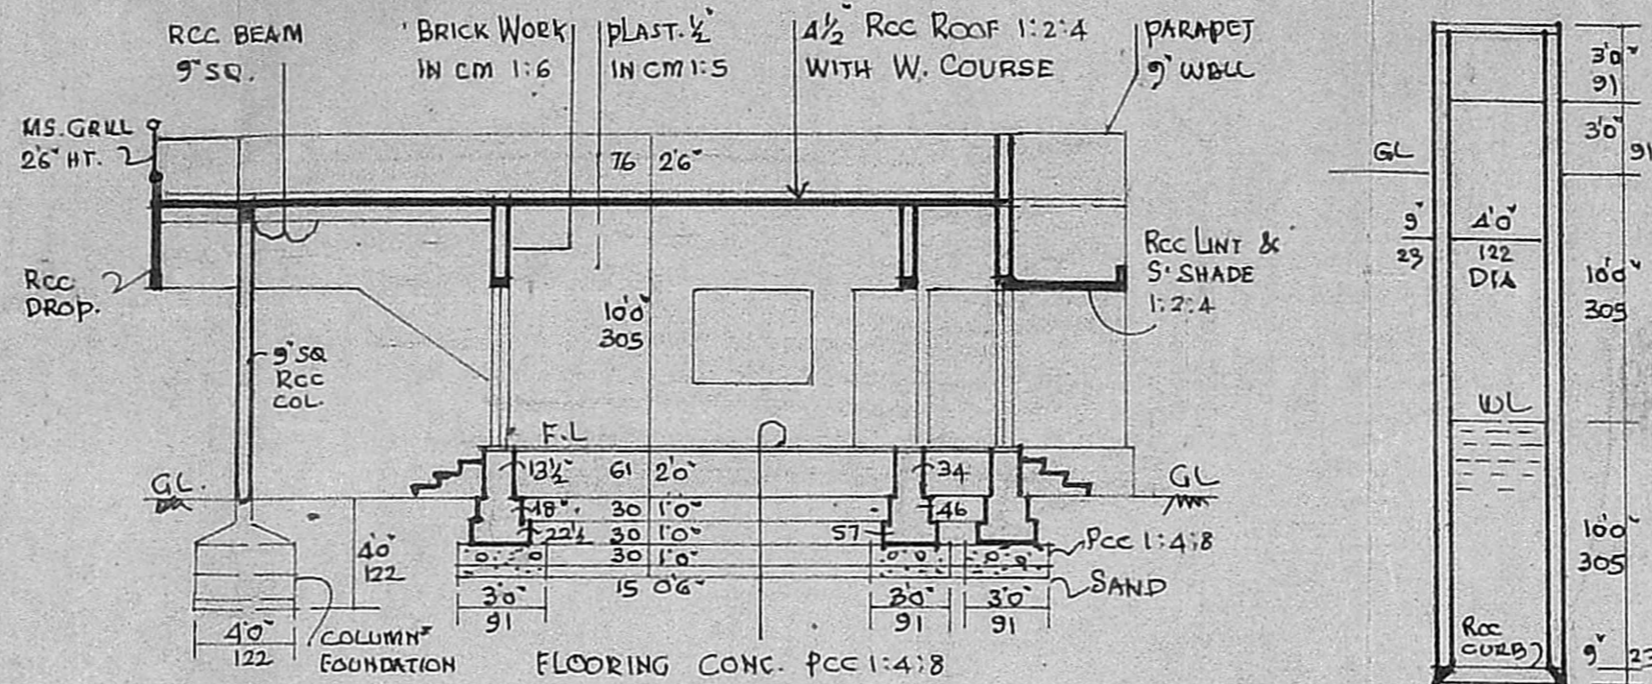 RCC. BEAM
9" SQ.
BRICK WORK
IN CM 1:6
PLAST. ½"
IN CM 1:5
4½" RCC ROOF 1:2:4
WITH W. COURSE
PARAPET
9" WALL
MS. GRILL
2'6" HT.
76 2'6"
RCC
DROP.
9" SQ
RCC
COL.
10'0"
305
RCC LINT &
S' SHADE
1:2:4
F.L
GL.
13½" 61 2'0" 34
GL
18" 30 1'0" 46
22½ 30 1'0" 57
30 1'0"
15 0'6"
PCC 1:4:8
SAND
4'0"
122
3'0"
91
3'0"
91
3'0"
91
4'0"
122
COLUMN
FOUNDATION
FLOORING CONC. PCC 1:4:8
3'0"
91
3'0"
91
GL
9"
23
4'0"
122
DIA
10'0"
305
WL
10'0"
305
RCC
CURB
9" 23